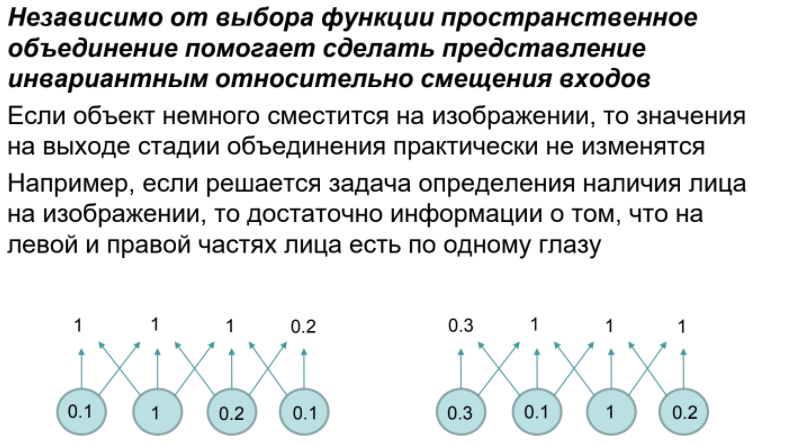 Независимо от выбора функции пространственное
объединение помогает сделать представление
инвариантным относительно смещения входов
Если объект немного сместится на изображении, то значения
на выходе стадии объединения практически не изменятся
Например, если решается задача определения наличия лица
на изображении, то достаточно информации о том, что на
левой и правой частях лица есть по одному глазу
1 1 1 0.2 0.3 1 1 1
0.1 1 0.2 0.1 0.3 0.1 1 0.2